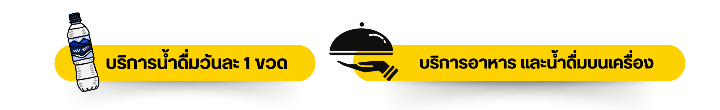 บริการน้ำดื่มวันละ 1 ขวด
บริการอาหาร และน้ำดื่มบนเครื่อง